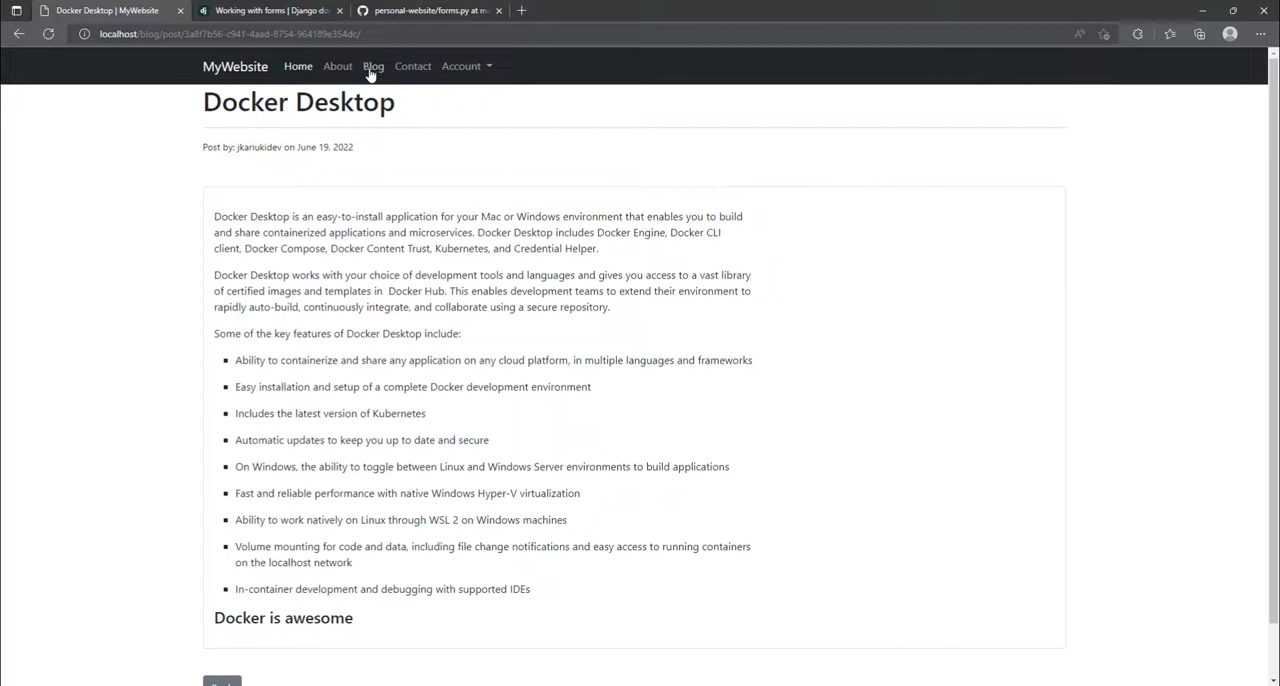 Docker Desktop | MyWebsite
Working with forms | Django do
personal-website/forms.py at m
localhost/blog/post/3a8f7b56-c941-4aad-8754-964189e354dc/
MyWebsite Home About Blog Contact Account
Docker Desktop
Post by: jkariukidev on June 19, 2022
Docker Desktop is an easy-to-install application for your Mac or Windows environment that enables you to build
and share containerized applications and microservices. Docker Desktop includes Docker Engine, Docker CLI
client, Docker Compose, Docker Content Trust, Kubernetes, and Credential Helper.
Docker Desktop works with your choice of development tools and languages and gives you access to a vast library
of certified images and templates in Docker Hub. This enables development teams to extend their environment to
rapidly auto-build, continuously integrate, and collaborate using a secure repository.
Some of the key features of Docker Desktop include:
Ability to containerize and share any application on any cloud platform, in multiple languages and frameworks
Easy installation and setup of a complete Docker development environment
Includes the latest version of Kubernetes
Automatic updates to keep you up to date and secure
On Windows, the ability to toggle between Linux and Windows Server environments to build applications
Fast and reliable performance with native Windows Hyper-V virtualization
Ability to work natively on Linux through WSL 2 on Windows machines
Volume mounting for code and data, including file change notifications and easy access to running containers
on the localhost network
In-container development and debugging with supported IDEs
Docker is awesome